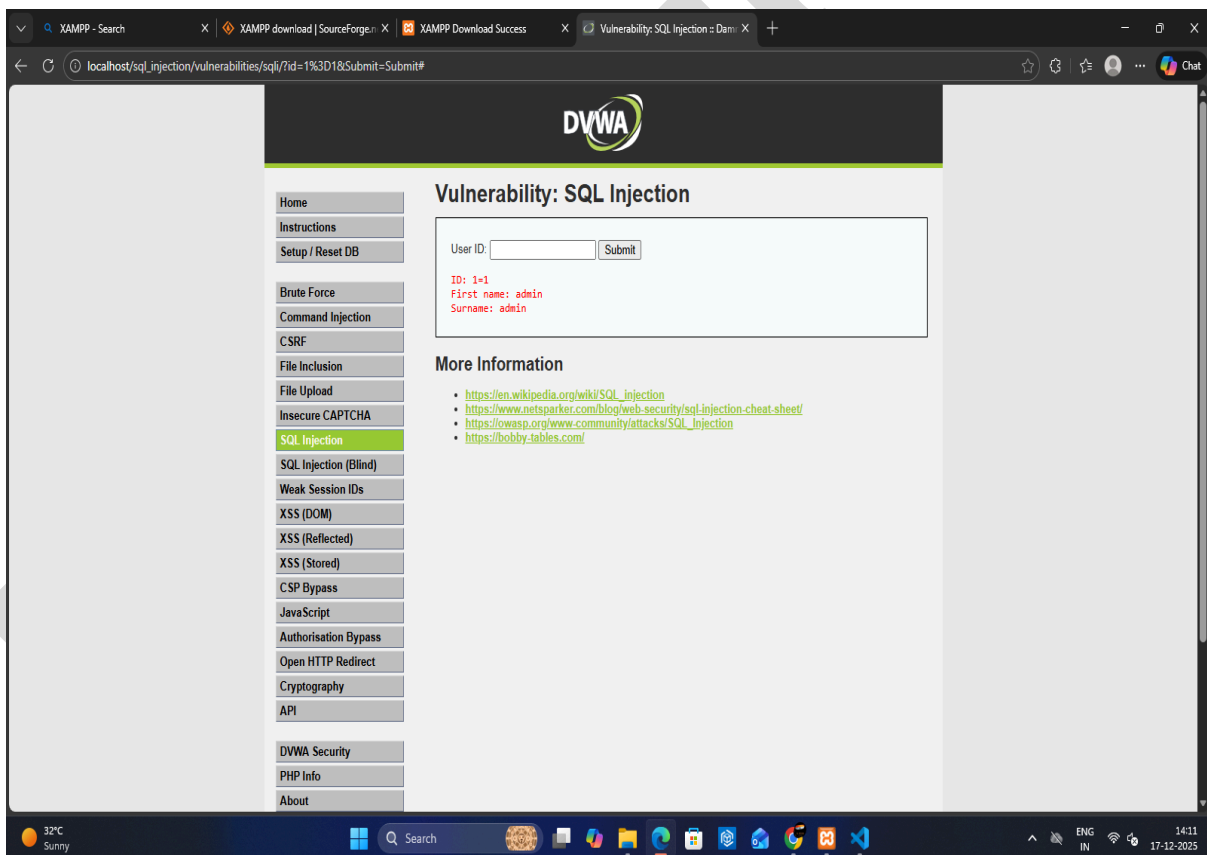 XAMPP - Search
XAMPP download | SourceForge.n
XAMPP Download Success
Vulnerability: SQL Injection :: Dam
localhost/sql_injection/vulnerabilities/sqli/?id=1%3D1&Submit=Submit#
Chat
DVWA
Home
Instructions
Setup / Reset DB
Brute Force
Command Injection
CSRF
File Inclusion
File Upload
Insecure CAPTCHA
SQL Injection
SQL Injection (Blind)
Weak Session IDs
XSS (DOM)
XSS (Reflected)
XSS (Stored)
CSP Bypass
JavaScript
Authorisation Bypass
Open HTTP Redirect
Cryptography
API
DVWA Security
PHP Info
About
Vulnerability: SQL Injection
User ID: Submit
ID: 1=1
First name: admin
Surname: admin
More Information
https://en.wikipedia.org/wiki/SQL_injection
https://www.netsparker.com/blog/web-security/sql-injection-cheat-sheet/
https://owasp.org/www-community/attacks/SQL_Injection
https://bobby-tables.com/
32°C
Sunny
Search
ENG
IN
14:11
17-12-2025